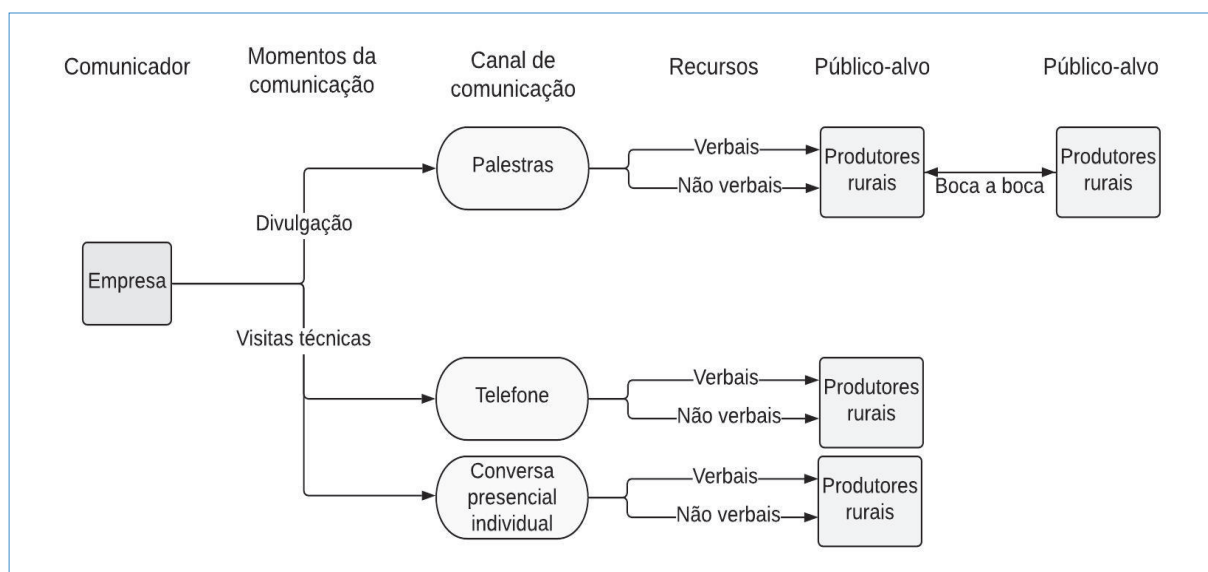 Comunicador
Momentos da
comunicação
Canal de
comunicação
Recursos
Público-alvo
Público-alvo
Palestras
Verbais
Não verbais
Produtores
rurais
Boca a boca
Produtores
rurais
Divulgação
Empresa
Visitas técnicas
Telefone
Verbais
Não verbais
Produtores
rurais
Conversa
presencial
individual
Verbais
Não verbais
Produtores
rurais